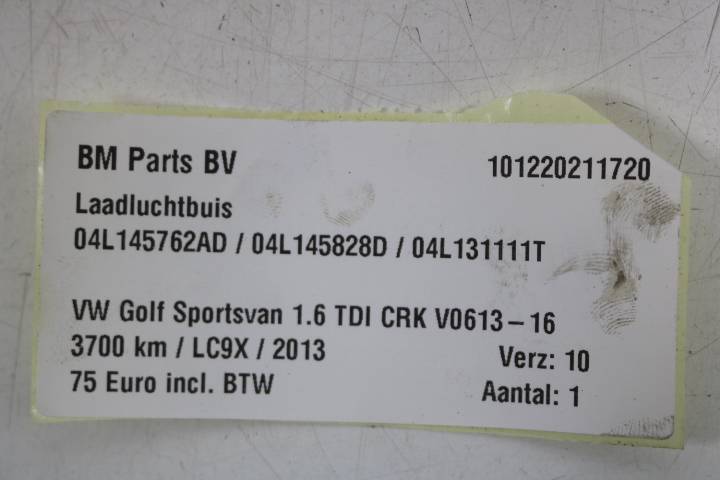 BM Parts BV 101220211720
Laadluchtbuis
04L145762AD / 04L145828D / 04L131111T
VW Golf Sportsvan 1.6 TDI CRK V0613-16
3700 km / LC9X / 2013 Verz: 10
75 Euro incl. BTW Aantal: 1